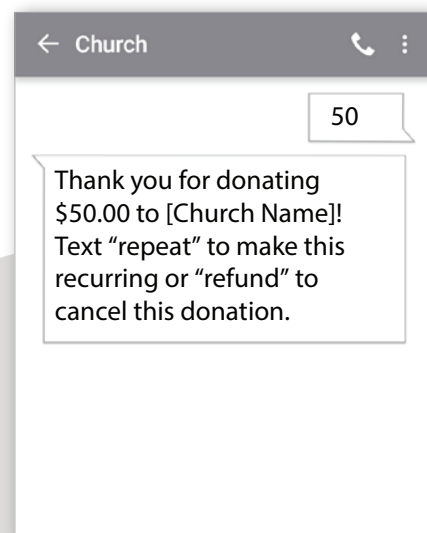 Church
50
Thank you for donating
$50.00 to [Church Name]!
Text “repeat” to make this
recurring or “refund” to
cancel this donation.